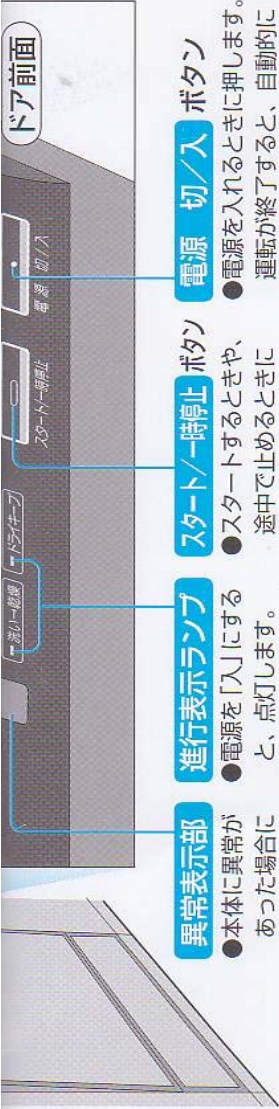 ドア前面
洗い〜乾燥
ドライキープ
スタート/一時停止
電源 切/入
異常表示部
●本体に異常が
あった場合に
進行表示ランプ
●電源を「入」にする
と、点灯します。
スタート/一時停止 ボタン
●スタートするときや、
途中で止めるときに
電源 切/入 ボタン
●電源を入れるときに押します。
運転が終了すると、自動的に